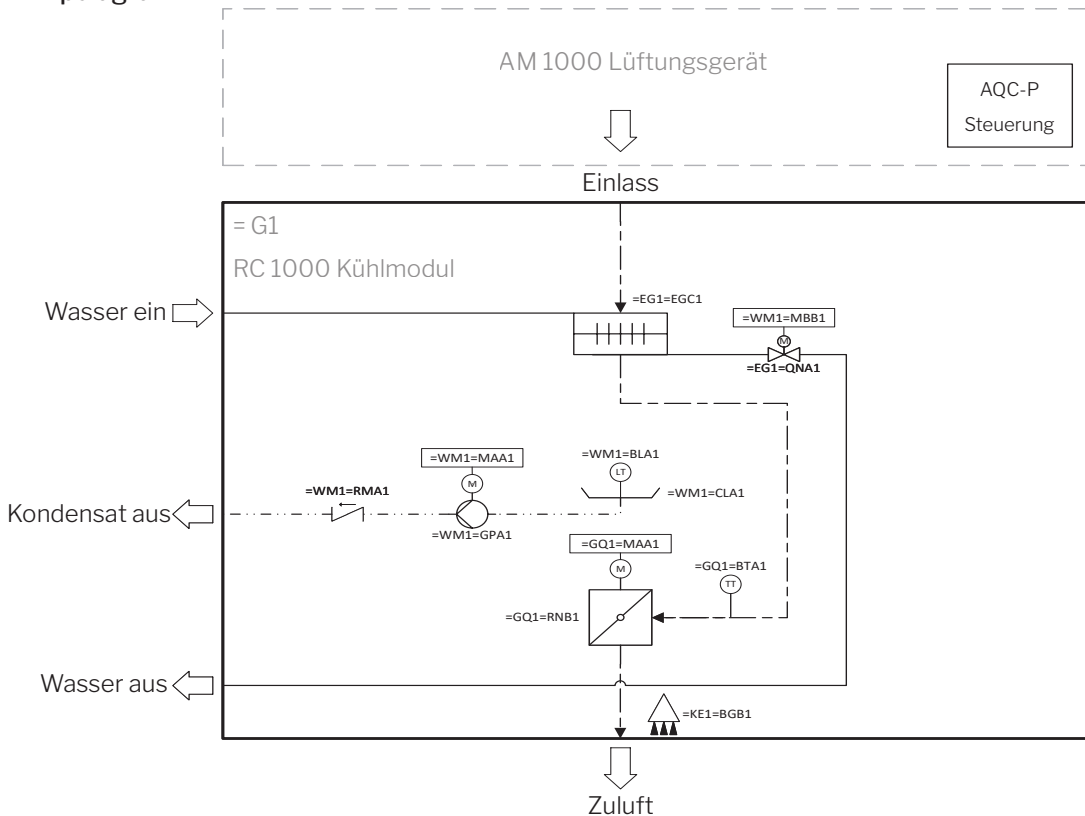 AM 1000 Lüftungsgerät
AQC-P
Steuerung
Einlass
= G1
RC 1000 Kühlmodul
Wasser ein
=EG1=EGC1
=WM1=MBB1
M
=EG1=QNA1
=WM1=MAA1
M
=WM1=BLA1
LT
=WM1=RMA1
=WM1=CLA1
Kondensat aus
=WM1=GPA1
=GQ1=MAA1
M
=GQ1=BTA1
TT
=GQ1=RNB1
Wasser aus
=KE1=BGB1
Zuluft